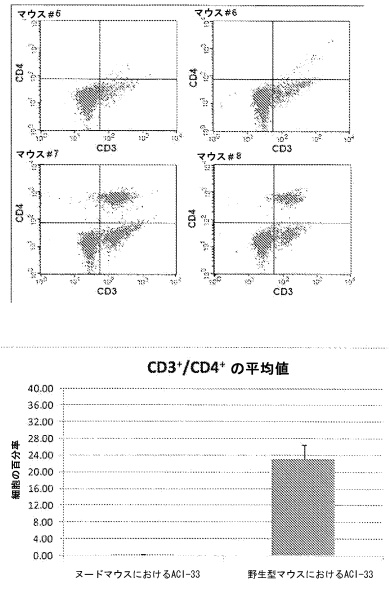 マウス#5
マウス#6
CD4
CD3
CD4
CD3
マウス#7
マウス#8
CD4
CD3
CD4
CD3
CD3⁺/CD4⁺ の平均値
細胞の百分率
40.00
36.00
32.00
28.00
24.00
20.00
16.00
12.00
8.00
4.00
0.00
ヌードマウスにおけるACI-33
野生型マウスにおけるACI-33